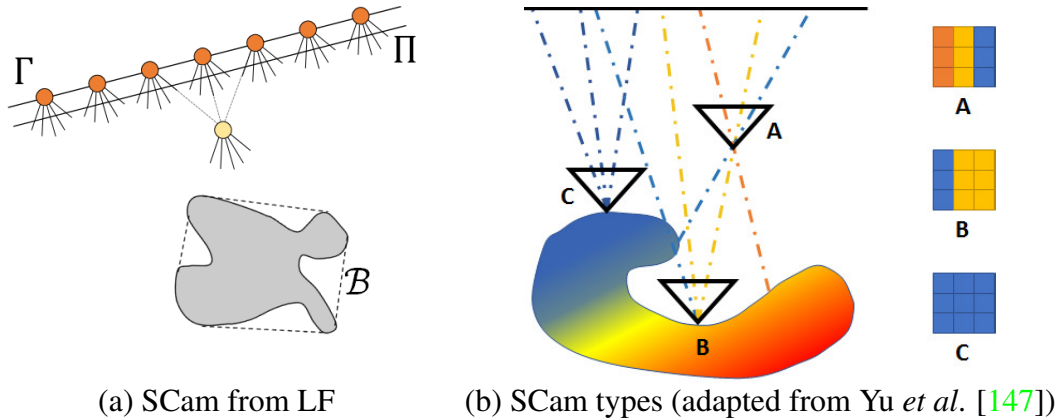 Γ
Π
B
(a) SCam from LF
A
C
B
A
B
C
(b) SCam types (adapted from Yu et al. [147])